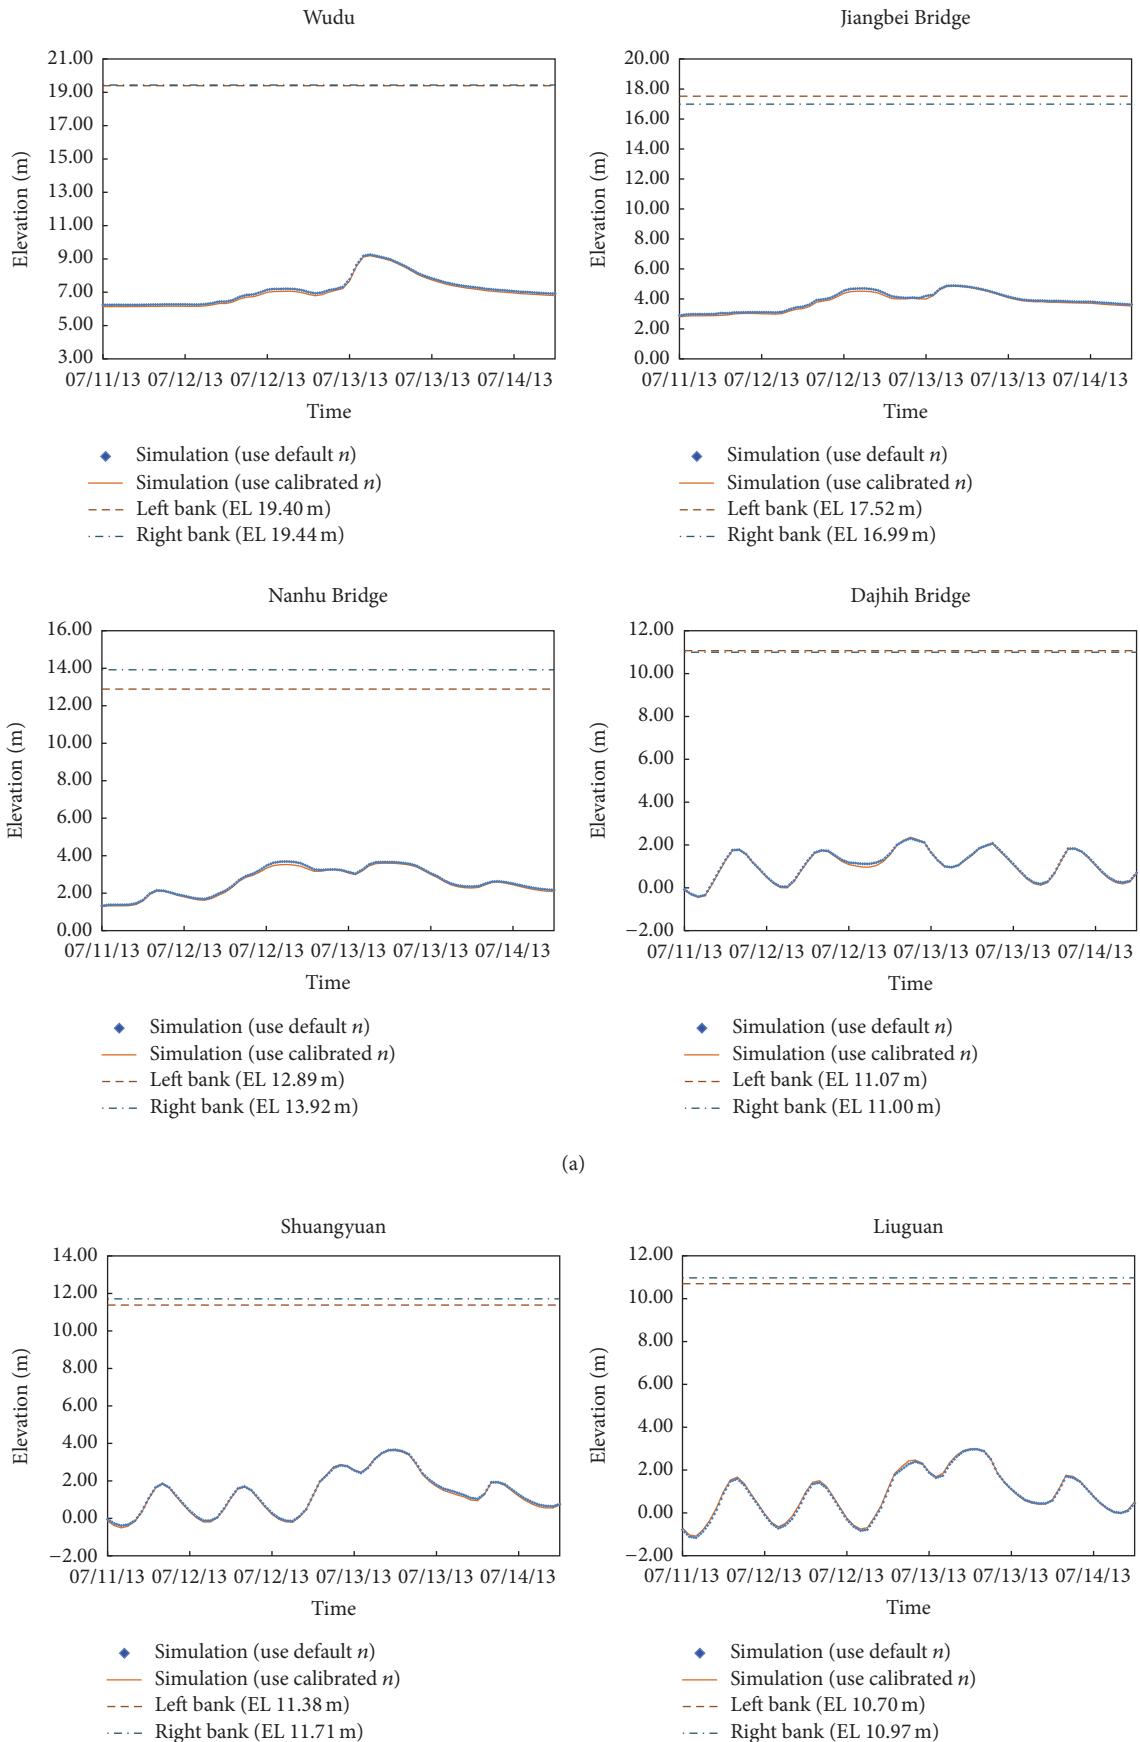 Wudu
21.00
19.00
17.00
15.00
13.00
11.00
9.00
7.00
5.00
3.00
Elevation (m)
07/11/13 07/12/13 07/12/13 07/13/13 07/13/13 07/14/13
Time
Simulation (use default n)
Simulation (use calibrated n)
Left bank (EL 19.40 m)
Right bank (EL 19.44 m)
Jiangbei Bridge
20.00
18.00
16.00
14.00
12.00
10.00
8.00
6.00
4.00
2.00
0.00
Elevation (m)
07/11/13 07/12/13 07/12/13 07/13/13 07/13/13 07/14/13
Time
Simulation (use default n)
Simulation (use calibrated n)
Left bank (EL 17.52 m)
Right bank (EL 16.99 m)
Nanhu Bridge
16.00
14.00
12.00
10.00
8.00
6.00
4.00
2.00
0.00
Elevation (m)
07/11/13 07/12/13 07/12/13 07/13/13 07/13/13 07/14/13
Time
Simulation (use default n)
Simulation (use calibrated n)
Left bank (EL 12.89 m)
Right bank (EL 13.92 m)
Dajhih Bridge
12.00
10.00
8.00
6.00
4.00
2.00
0.00
−2.00
Elevation (m)
07/11/13 07/12/13 07/12/13 07/13/13 07/13/13 07/14/13
Time
Simulation (use default n)
Simulation (use calibrated n)
Left bank (EL 11.07 m)
Right bank (EL 11.00 m)
(a)
Shuangyuan
14.00
12.00
10.00
8.00
6.00
4.00
2.00
0.00
−2.00
Elevation (m)
07/11/13 07/12/13 07/12/13 07/13/13 07/13/13 07/14/13
Time
Simulation (use default n)
Simulation (use calibrated n)
Left bank (EL 11.38 m)
Right bank (EL 11.71 m)
Liuguan
12.00
10.00
8.00
6.00
4.00
2.00
0.00
−2.00
Elevation (m)
07/11/13 07/12/13 07/12/13 07/13/13 07/13/13 07/14/13
Time
Simulation (use default n)
Simulation (use calibrated n)
Left bank (EL 10.70 m)
Right bank (EL 10.97 m)